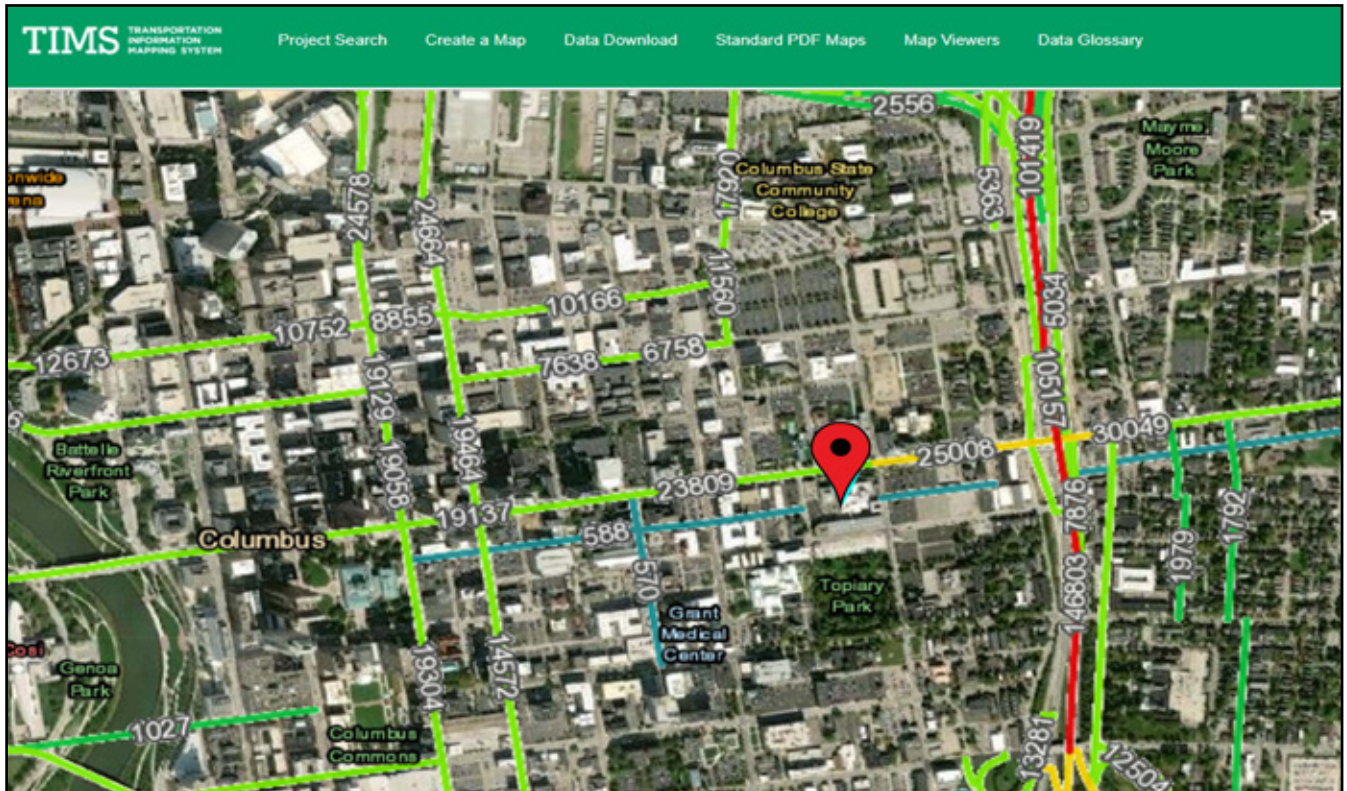 TIMS
TRANSPORTATION
INFORMATION
MAPPING SYSTEM
Project Search
Create a Map
Data Download
Standard PDF Maps
Map Viewers
Data Glossary
2556
101419
Mayme
Moore
Park
onwide
ena
24578
24664
17920
Columbus State
Community
College
5363
11560
5034
10166
10752
8855
12673
7638
6758
105157
19129
19464
30049
Battelle
Riverfront
Park
19058
25008
23809
19137
7876
1792
Columbus
588
1979
570
Topiary
Park
146803
Grant
Medical
Center
Cosi
Genoa
Park
19304
14572
1027
Columbus
Commons
13281
12504